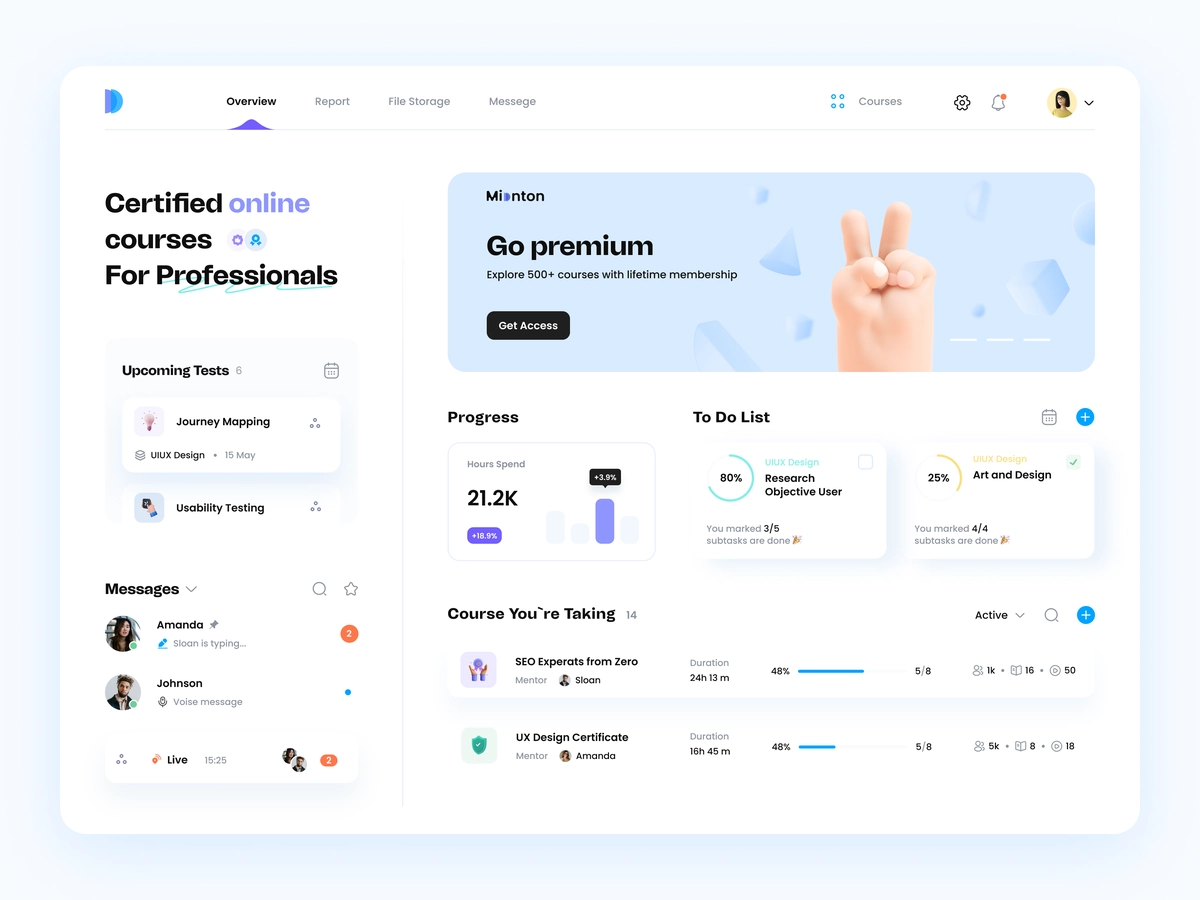 Overview
Report
File Storage
Messege
Courses
Certified online
courses
For Professionals
Mionton
Go premium
Explore 500+ courses with lifetime membership
Get Access
Upcoming Tests 6
Journey Mapping
UIUX Design • 15 May
Usability Testing
Messages
Amanda
Sloan is typing...
2
Johnson
Voise message
Live 15:25 2
Progress
Hours Spend
21.2K
+18.9%
+3.9%
To Do List
80%
UIUX Design
Research
Objective User
You marked 3/5
subtasks are done🎉
25%
UIUX Design
Art and Design
You marked 4/4
subtasks are done🎉
Course You`re Taking 14
Active
SEO Experats from Zero
Mentor Sloan
Duration
24h 13 m
48% 5/8
1k • 16 • 50
UX Design Certificate
Mentor Amanda
Duration
16h 45 m
48% 5/8
5k • 8 • 18